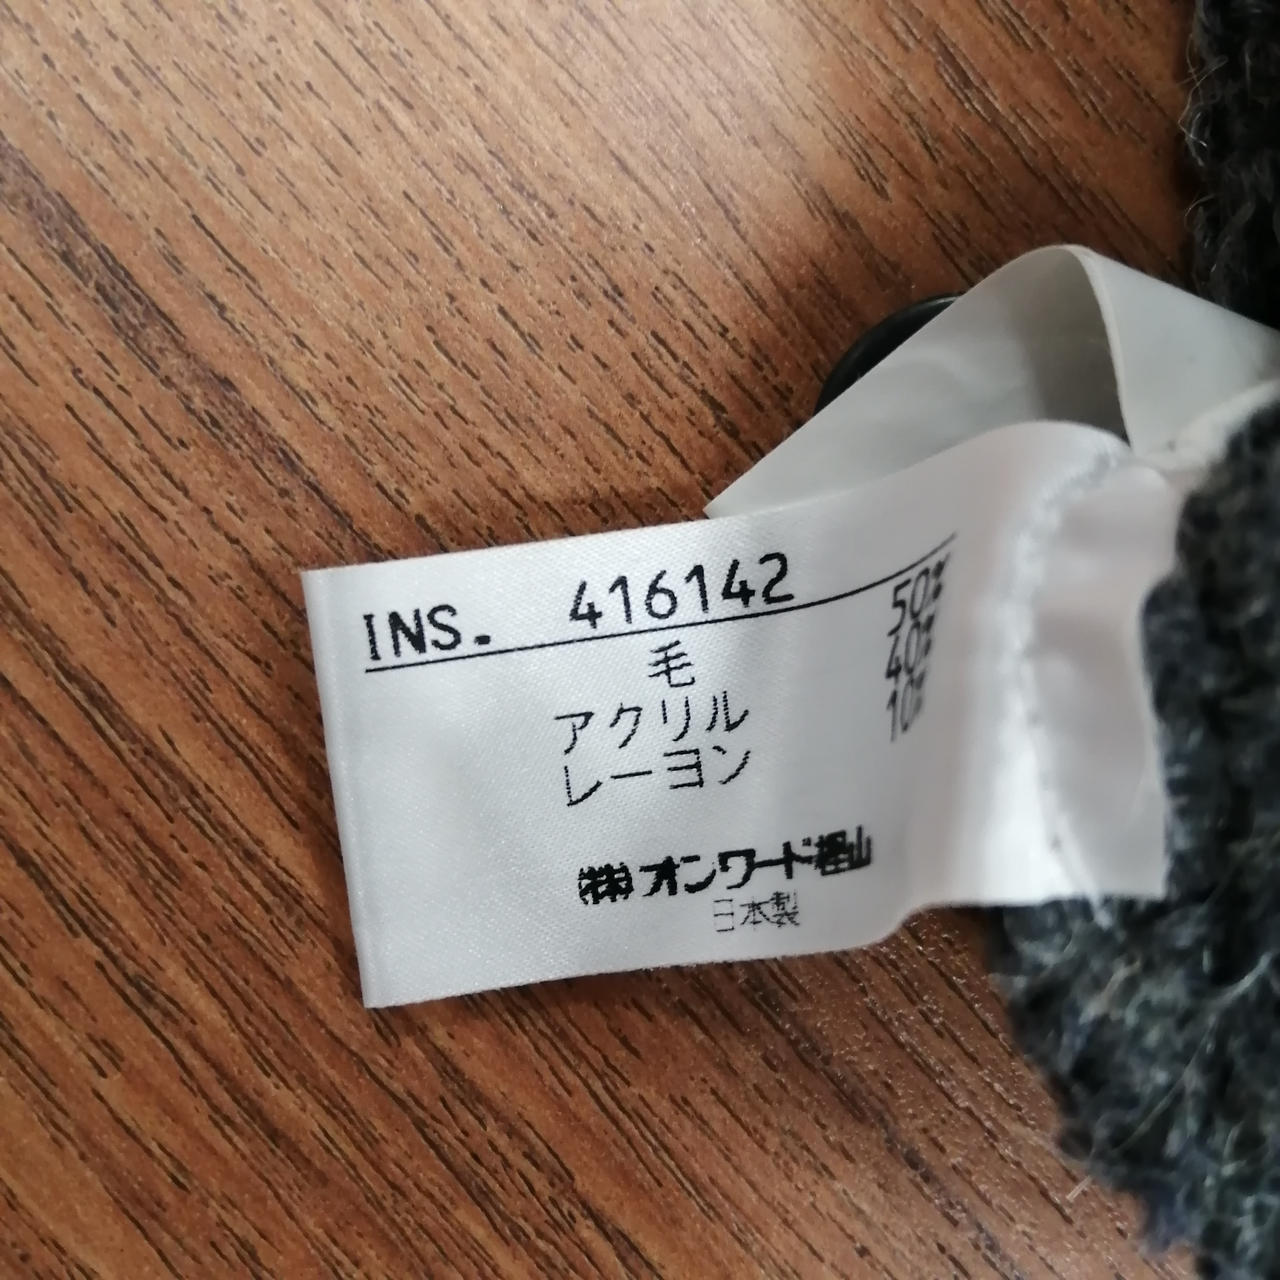 INS. 416142
毛 50%
アクリル 40%
レーヨン 10%
(株)オンワード樫山
日本製